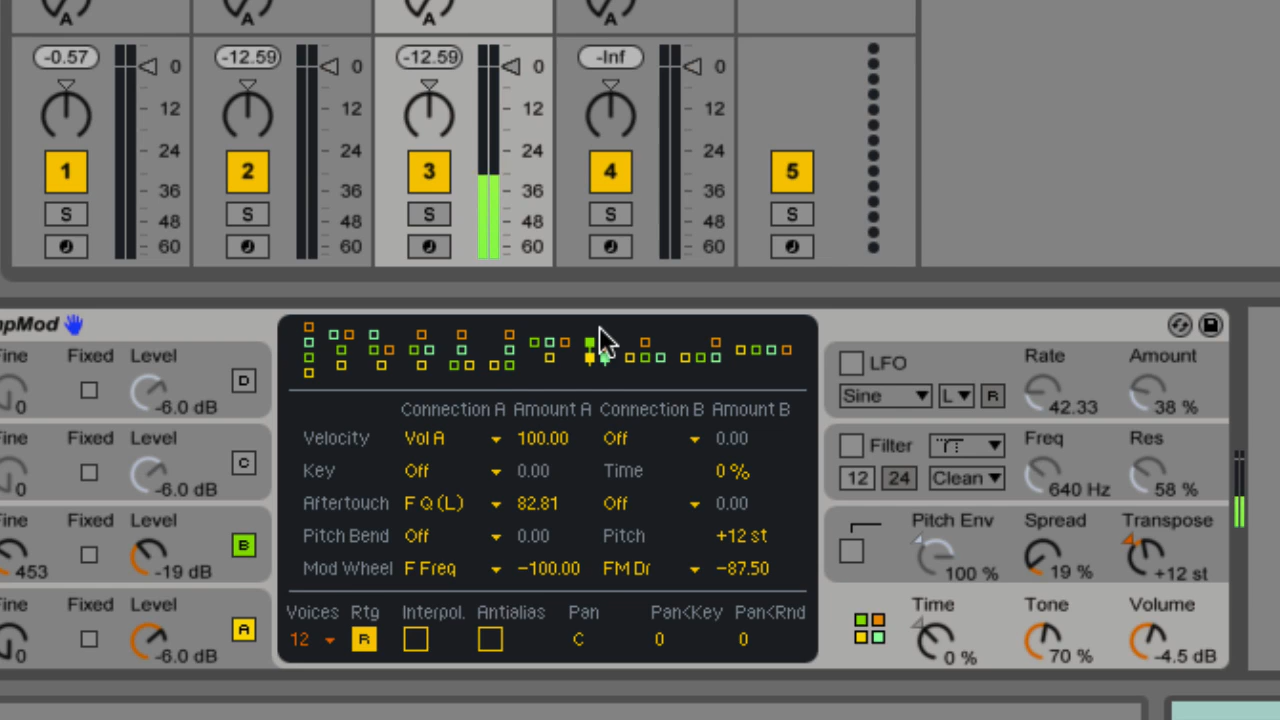 A A A A
-0.57 0 -12.59 0 -12.59 0 -Inf 0
12 12 12 12
1 24 2 24 3 24 4 24 5
36 36 36 36
S 48 S 48 S 48 S 48 S
60 60 60 60
mpMod
Fine Fixed Level D
0 -6.0 dB
Fine Fixed Level C
0 -6.0 dB
Fine Fixed Level B
453 -19 dB
Fine Fixed Level A
0 -6.0 dB
Connection A Amount A Connection B Amount B
Velocity Vol A 100.00 Off 0.00
Key Off 0.00 Time 0 %
Aftertouch F Q (L) 82.81 Off 0.00
Pitch Bend Off 0.00 Pitch +12 st
Mod Wheel F Freq -100.00 FM Dr -87.50
Voices Rtg Interpol. Antialias Pan Pan<Key Pan<Rnd
12 R C 0 0
LFO Rate Amount
Sine L R 42.33 38 %
Filter Freq Res
12 24 Clean 640 Hz 58 %
Pitch Env Spread Transpose
100 % 19 % +12 st
Time Tone Volume
0 % 70 % -4.5 dB